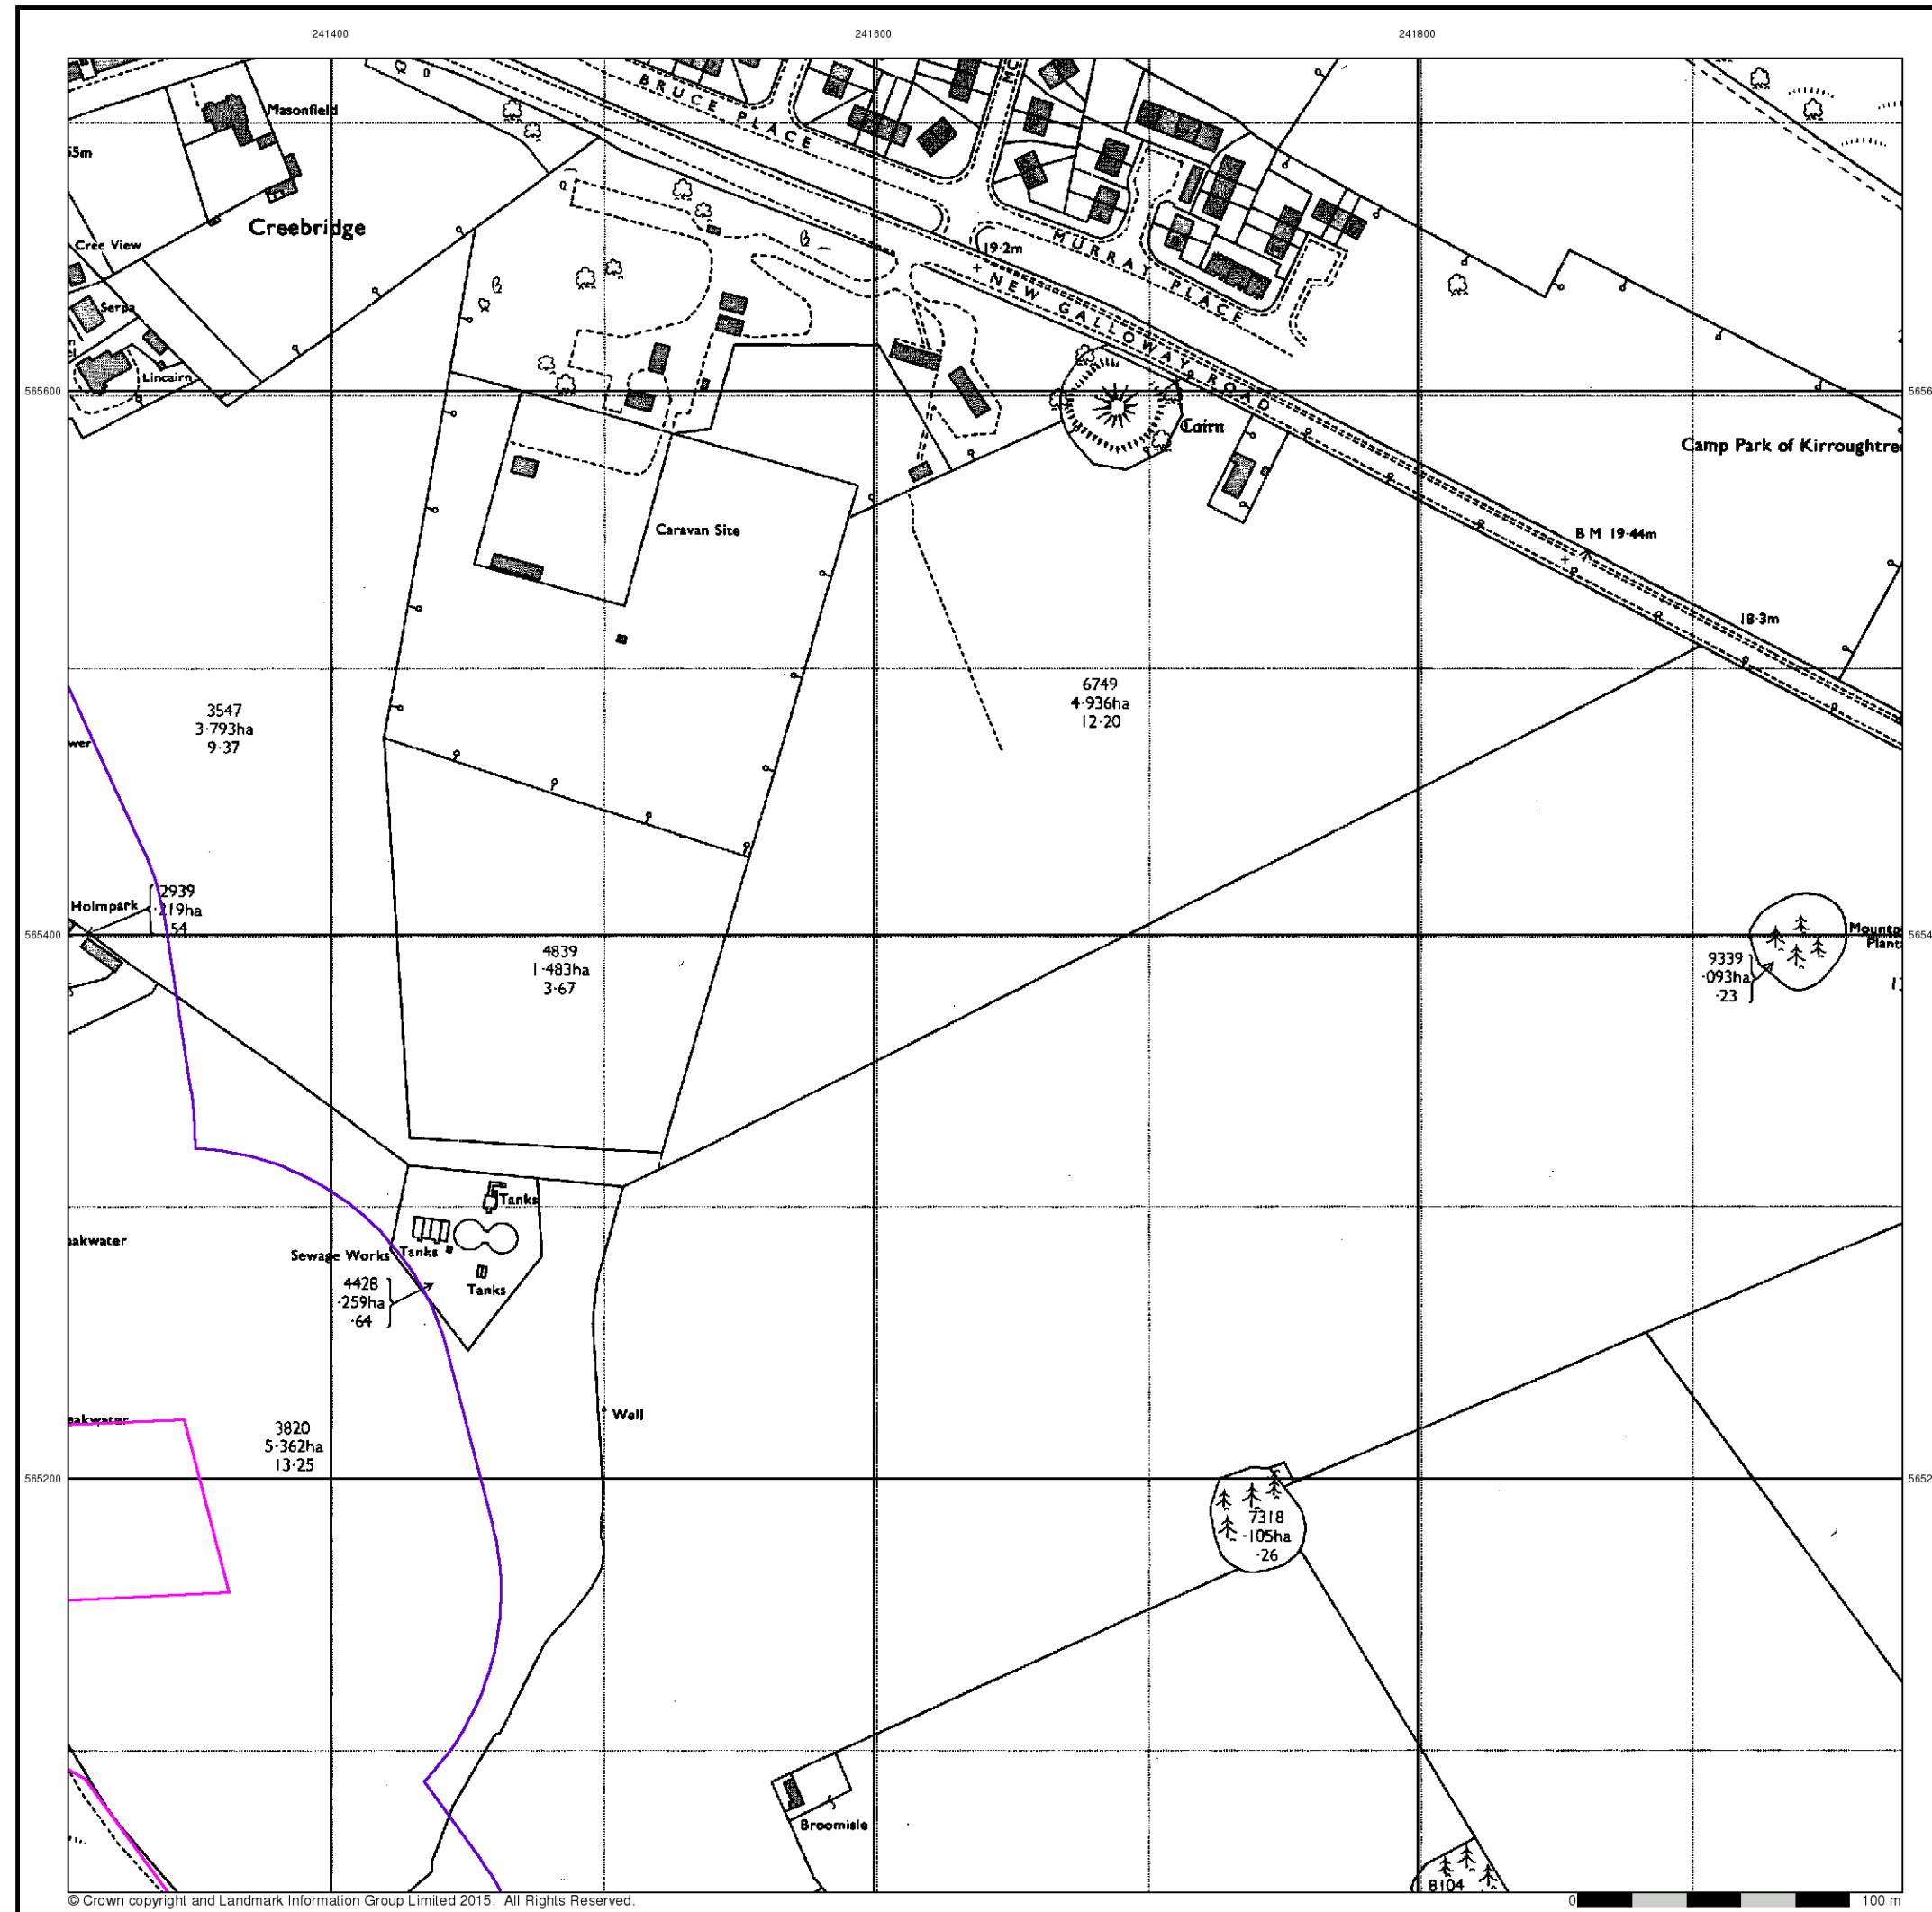 241400
241600
241800
BRUCE PLACE
Masonfield
Creebridge
Cree View
Serpa
Lincairn
19·2m
MURRAY PLACE
NEW GALLOWAY ROAD
565600
Cairn
Camp Park of Kirroughtre
Caravan Site
B M 19·44m
18·3m
3547
3·793ha
9·37
6749
4·936ha
12·20
2939
·219ha
·54
Holmpark
565400
4839
1·483ha
3·67
9339
·093ha
·23
Tanks
Sewage Works
Tanks
Tanks
4428
·259ha
·64
akwater
akwater
Well
3820
5·362ha
13·25
565200
7318
·105ha
·26
Broomisle
8104
© Crown copyright and Landmark Information Group Limited 2015. All Rights Reserved.
0
100 m